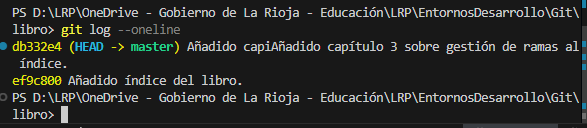 PS D:\LRP\OneDrive - Gobierno de La Rioja - Educación\LRP\EntornosDesarrollo\Git\
libro> git log --oneline
db332e4 (HEAD -> master) Añadido capiAñadido capítulo 3 sobre gestión de ramas al
índice.
ef9c800 Añadido índice del libro.
PS D:\LRP\OneDrive - Gobierno de La Rioja - Educación\LRP\EntornosDesarrollo\Git\
libro>